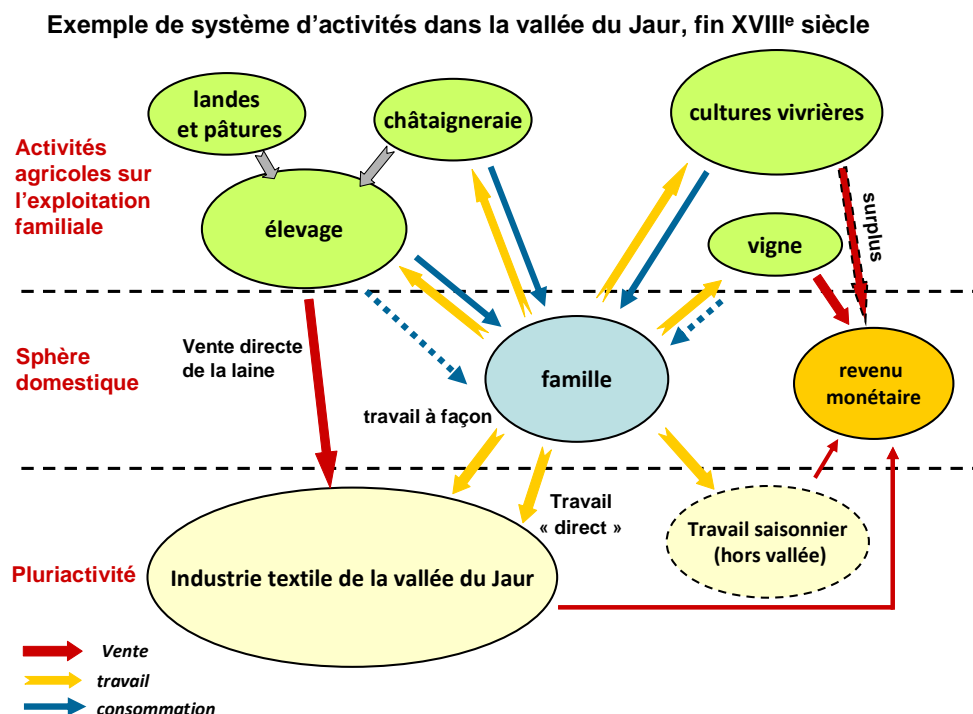 Exemple de système d'activités dans la vallée du Jaur, fin XVIIIe siècle
landes
et pâtures
châtaigneraie
cultures vivrières
Activités
agricoles sur
l'exploitation
familiale
élevage
vigne
surplus
Vente directe
de la laine
Sphère
domestique
famille
revenu
monétaire
travail à façon
Travail
« direct »
Travail saisonnier
(hors vallée)
Pluriactivité
Industrie textile de la vallée du Jaur
Vente
travail
consommation